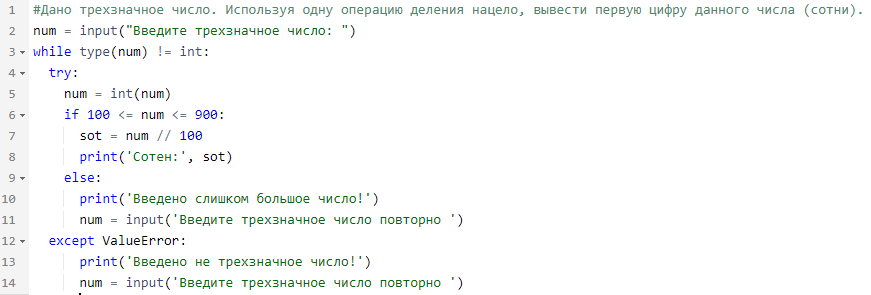 1 #Дано трехзначное число. Используя одну операцию деления нацело, вывести первую цифру данного числа (сотни).
2 num = input("Введите трехзначное число: ")
3 while type(num) != int:
4   try:
5     num = int(num)
6     if 100 <= num <= 900:
7       sot = num // 100
8       print('Сотен:', sot)
9     else:
10       print('Введено слишком большое число!')
11       num = input('Введите трехзначное число повторно ')
12   except ValueError:
13       print('Введено не трехзначное число!')
14       num = input('Введите трехзначное число повторно ')